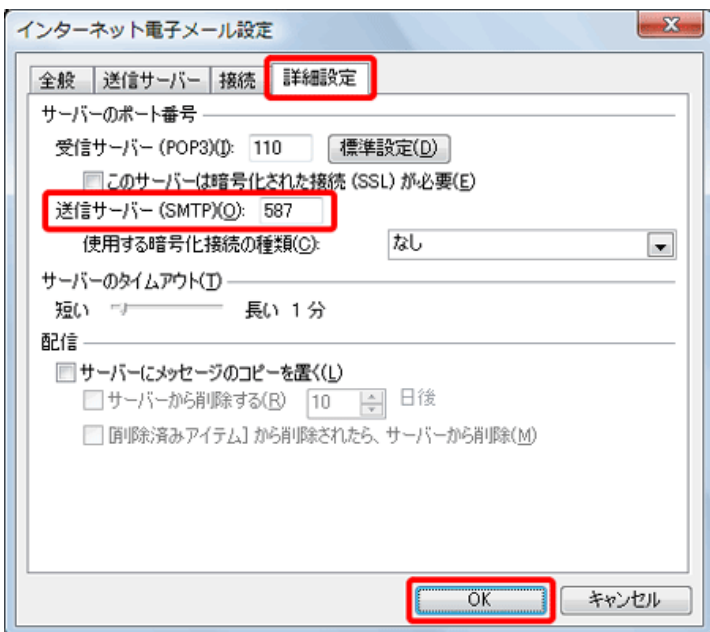 インターネット電子メール設定
全般 送信サーバー 接続 詳細設定
サーバーのポート番号
受信サーバー (POP3)(I): 110 標準設定(D)
このサーバーは暗号化された接続 (SSL) が必要(E)
送信サーバー (SMTP)(O): 587
使用する暗号化接続の種類(C): なし
サーバーのタイムアウト(T)
短い 長い 1 分
配信
サーバーにメッセージのコピーを置く(L)
サーバーから削除する(R) 10 日後
[削除済みアイテム] から削除されたら、サーバーから削除(M)
OK キャンセル